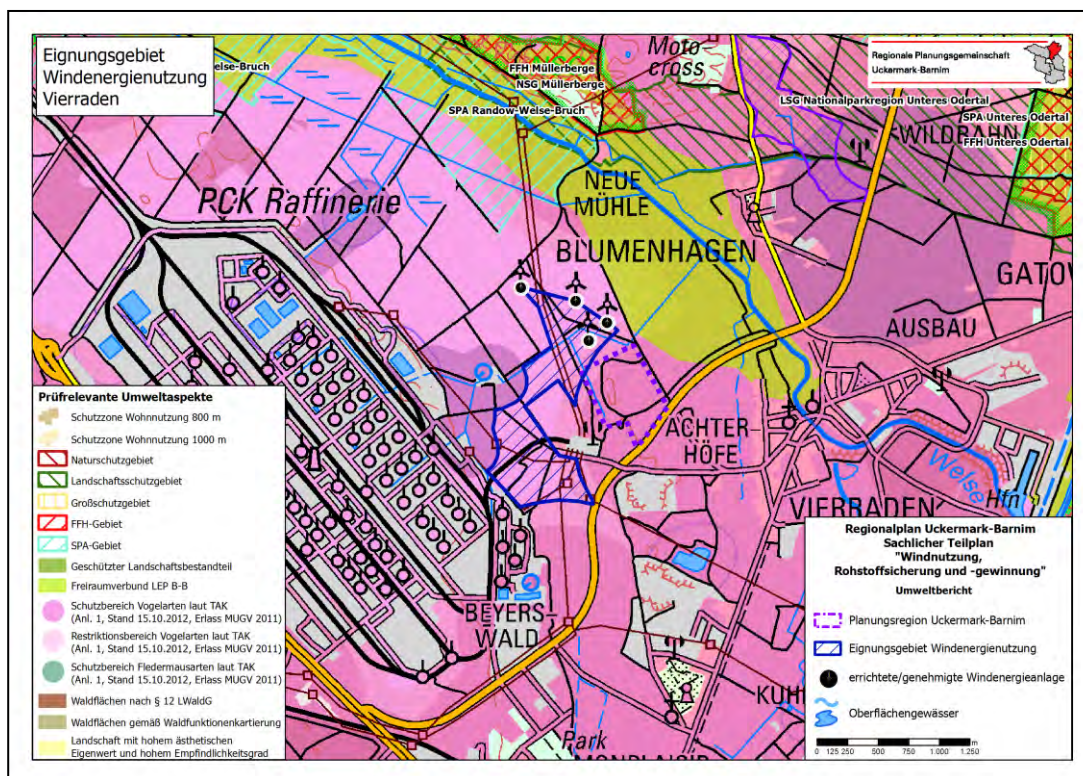 Eignungsgebiet
Windenergienutzung
Vierraden
else-Bruch
FFH Müllerberge
NSG Müllerberge
SPA Randow-Welse-Bruch
Moto-
cross
Regionale Planungsgemeinschaft
Uckermark-Barnim
LSG Nationalparkregion Unteres Odertal
SPA Unteres Odertal
FFH Unteres Odertal
WILDBAHN
PCK Raffinerie
NEUE
MÜHLE
BLUMENHAGEN
GATOW
AUSBAU
ACHTER-
HÖFE
VIERRADEN
Welse
Hfn
BEYERS-
WALD
KUH
Park
MONPLAISIR
Prüfrelevante Umweltaspekte
Schutzzone Wohnnutzung 800 m
Schutzzone Wohnnutzung 1000 m
Naturschutzgebiet
Landschaftsschutzgebiet
Großschutzgebiet
FFH-Gebiet
SPA-Gebiet
Geschützter Landschaftsbestandteil
Freiraumverbund LEP B-B
Schutzbereich Vogelarten laut TAK
(Anl. 1, Stand 15.10.2012, Erlass MUGV 2011)
Restriktionsbereich Vogelarten laut TAK
(Anl. 1, Stand 15.10.2012, Erlass MUGV 2011)
Schutzbereich Fledermausarten laut TAK
(Anl. 1, Stand 15.10.2012, Erlass MUGV 2011)
Waldflächen nach § 12 LWaldG
Waldflächen gemäß Waldfunktionenkartierung
Landschaft mit hohem ästhetischen
Eigenwert und hohem Empfindlichkeitsgrad
Regionalplan Uckermark-Barnim
Sachlicher Teilplan
"Windnutzung,
Rohstoffsicherung und -gewinnung"
Umweltbericht
Planungsregion Uckermark-Barnim
Eignungsgebiet Windenergienutzung
errichtete/genehmigte Windenergieanlage
Oberflächengewässer
0 125 250 500 750 1.000 1.250
m